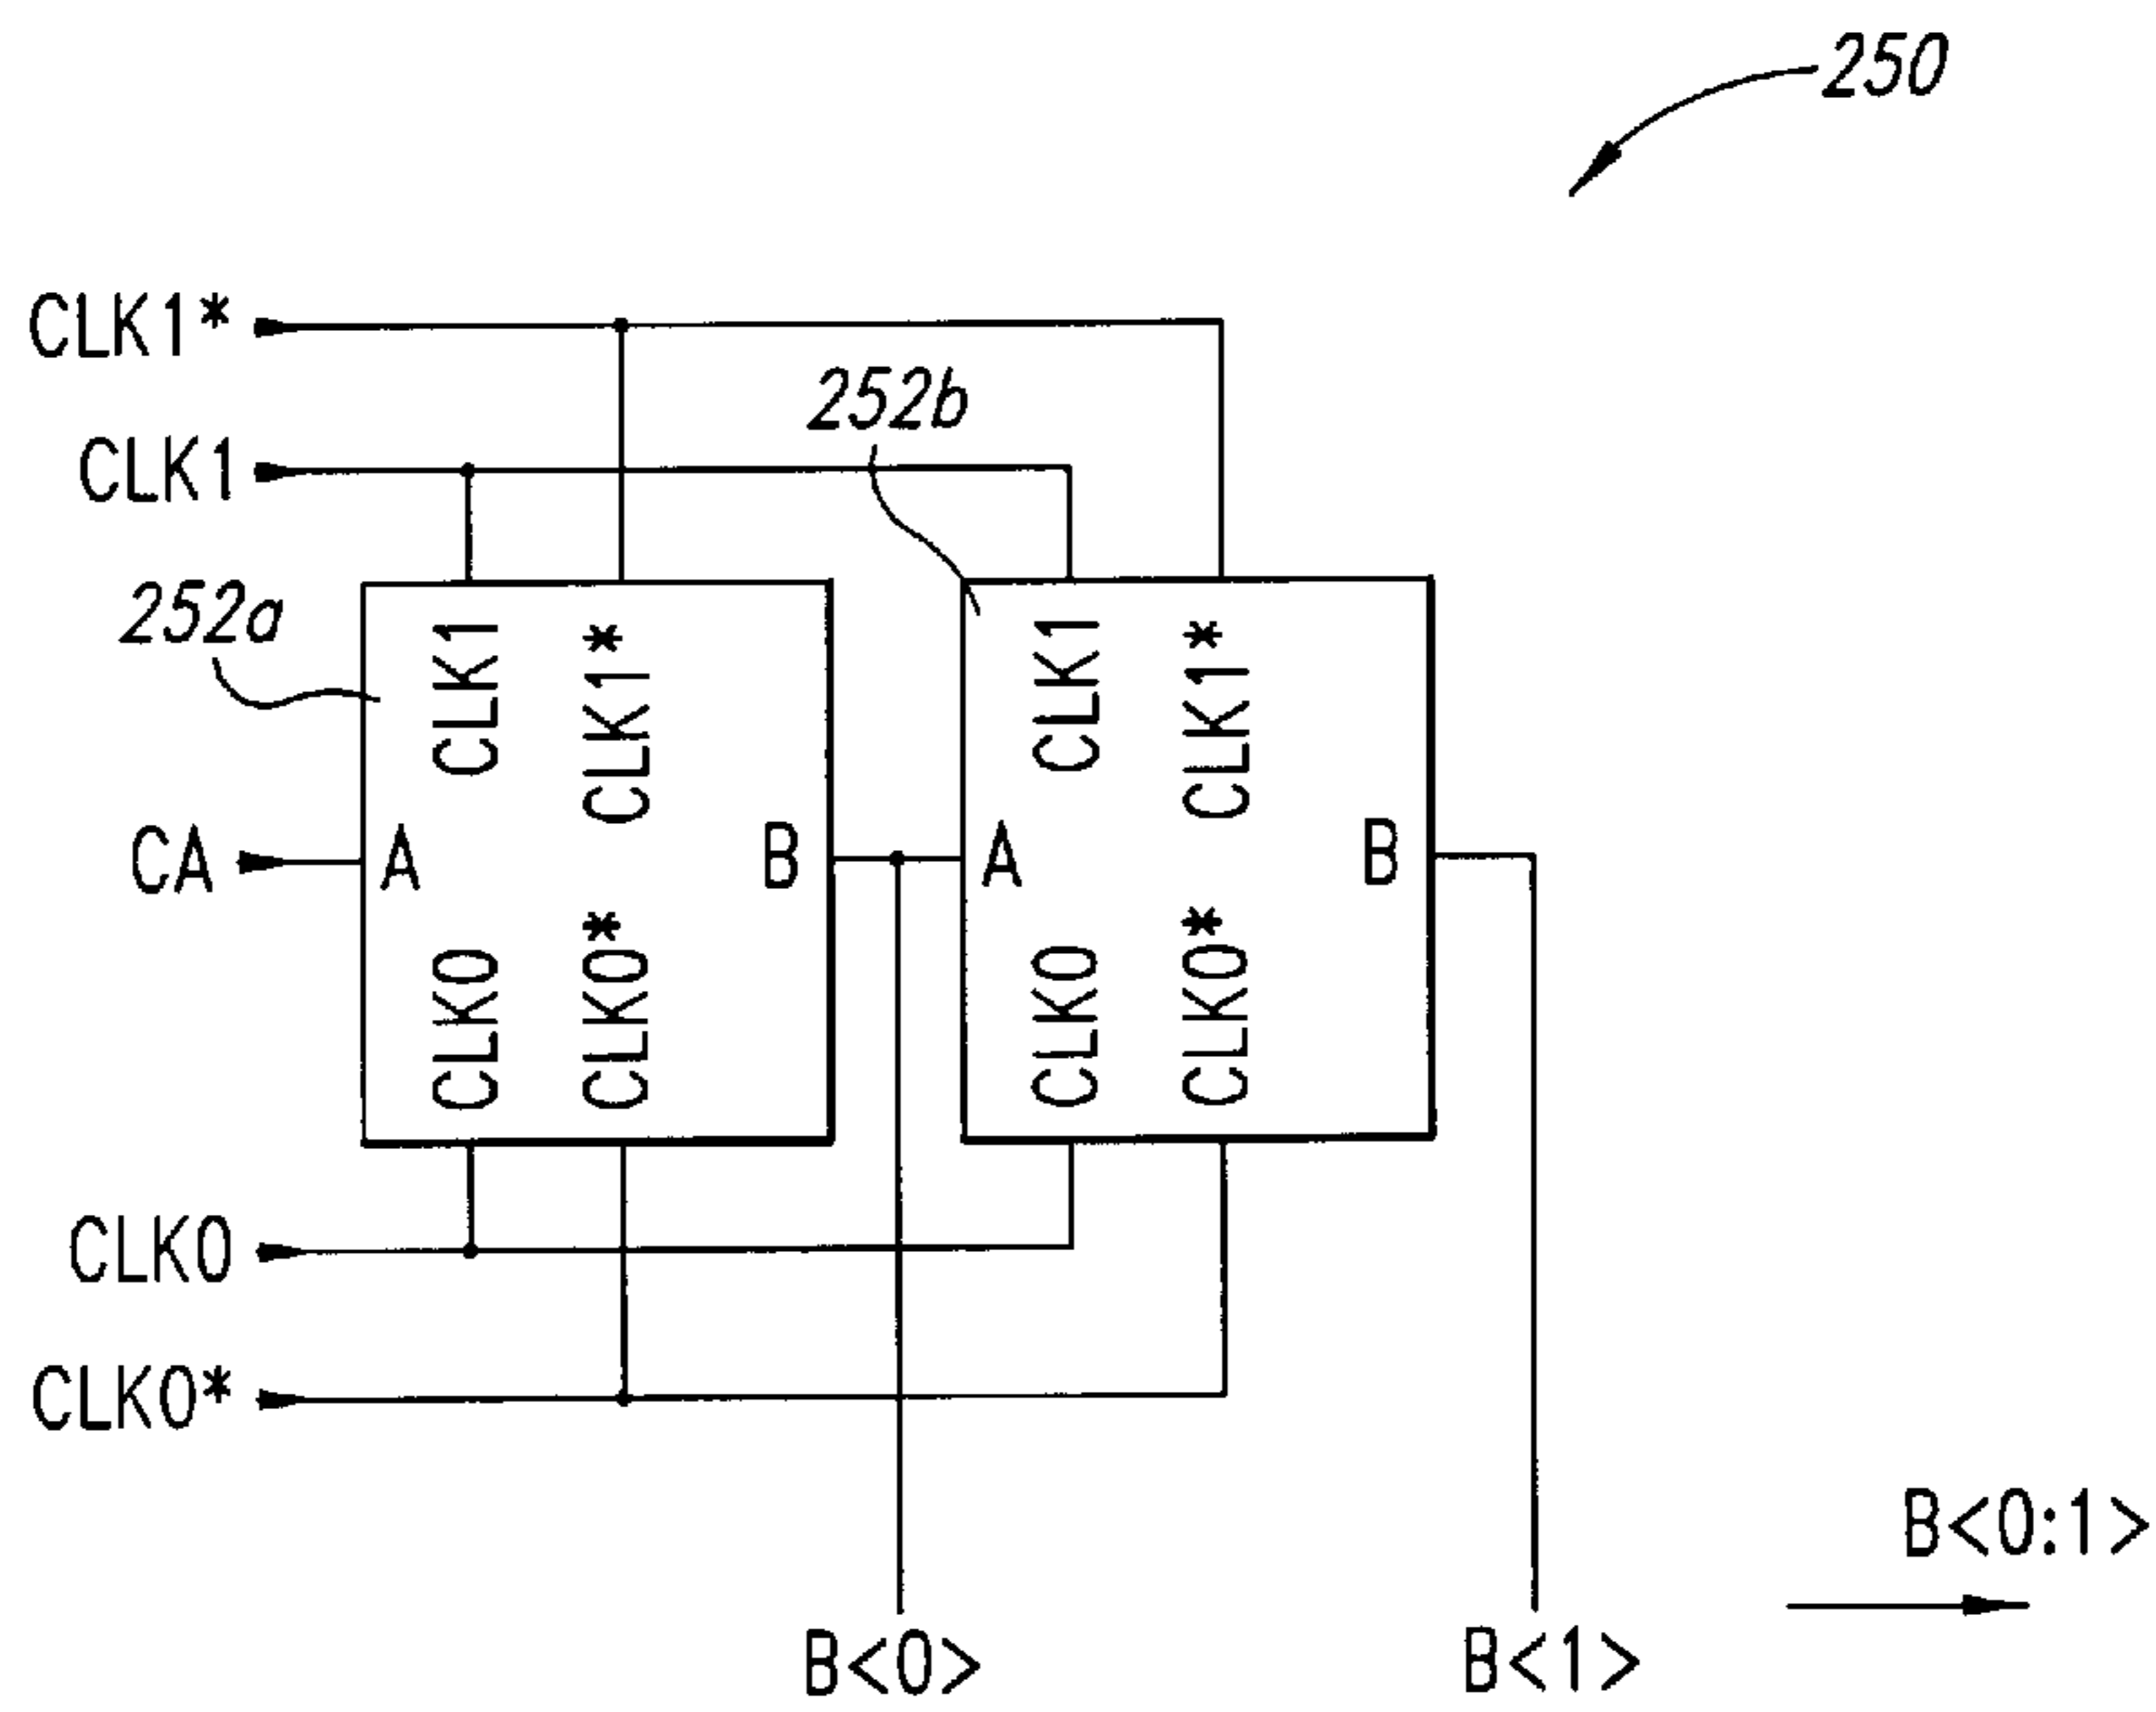 250
CLK1*
252b
CLK1
252a
CLK1
CLK1*
CLK1
CLK1*
CA
A
B
A
B
CLK0
CLK0*
CLK0
CLK0*
CLK0
CLK0*
B<0:1>
B<0>
B<1>